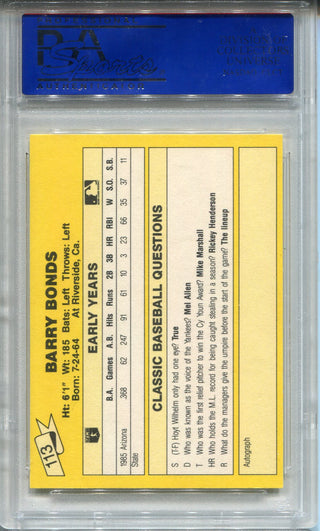 PSA
Sports
113
BARRY BONDS
Ht: 6'1" Wt: 185 Bats: Left Throws: Left
Born: 7-24-64 At Riverside, Ca.
EARLY YEARS
B.A. Games A.B. Hits Runs 2B 3B HR RBI W S.O. S.B.
1985 Arizona .368 62 247 91 61 10 3 23 66 35 37 11
State
CLASSIC BASEBALL QUESTIONS
S (TF) Hoyt Wilhelm only had one eye? True
D Who was known as the voice of the Yankees? Mel Allen
T Who was the first relief pitcher to win the Cy Youn Award? Mike Marshall
HR Who holds the M.L. record for being caught stealing in a season? Rickey Henderson
R What do the managers give the umpire before the start of the game? The lineup
Autograph